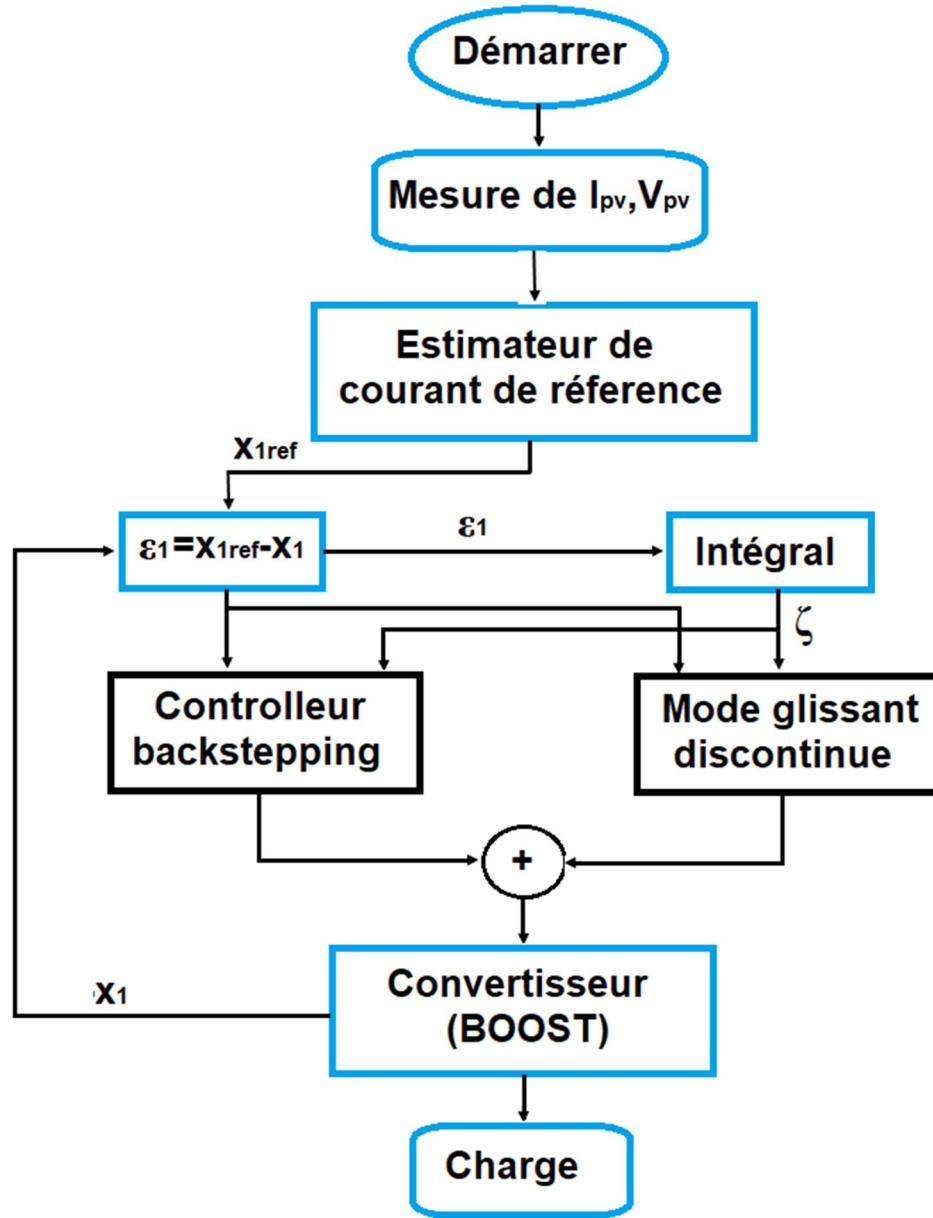 Démarrer
Mesure de Ipv,Vpv
Estimateur de
courant de réference
x1ref
ε1=x1ref-x1
ε1
Intégral
ζ
Controlleur
backstepping
Mode glissant
discontinue
+
Convertisseur
(BOOST)
x1
Charge